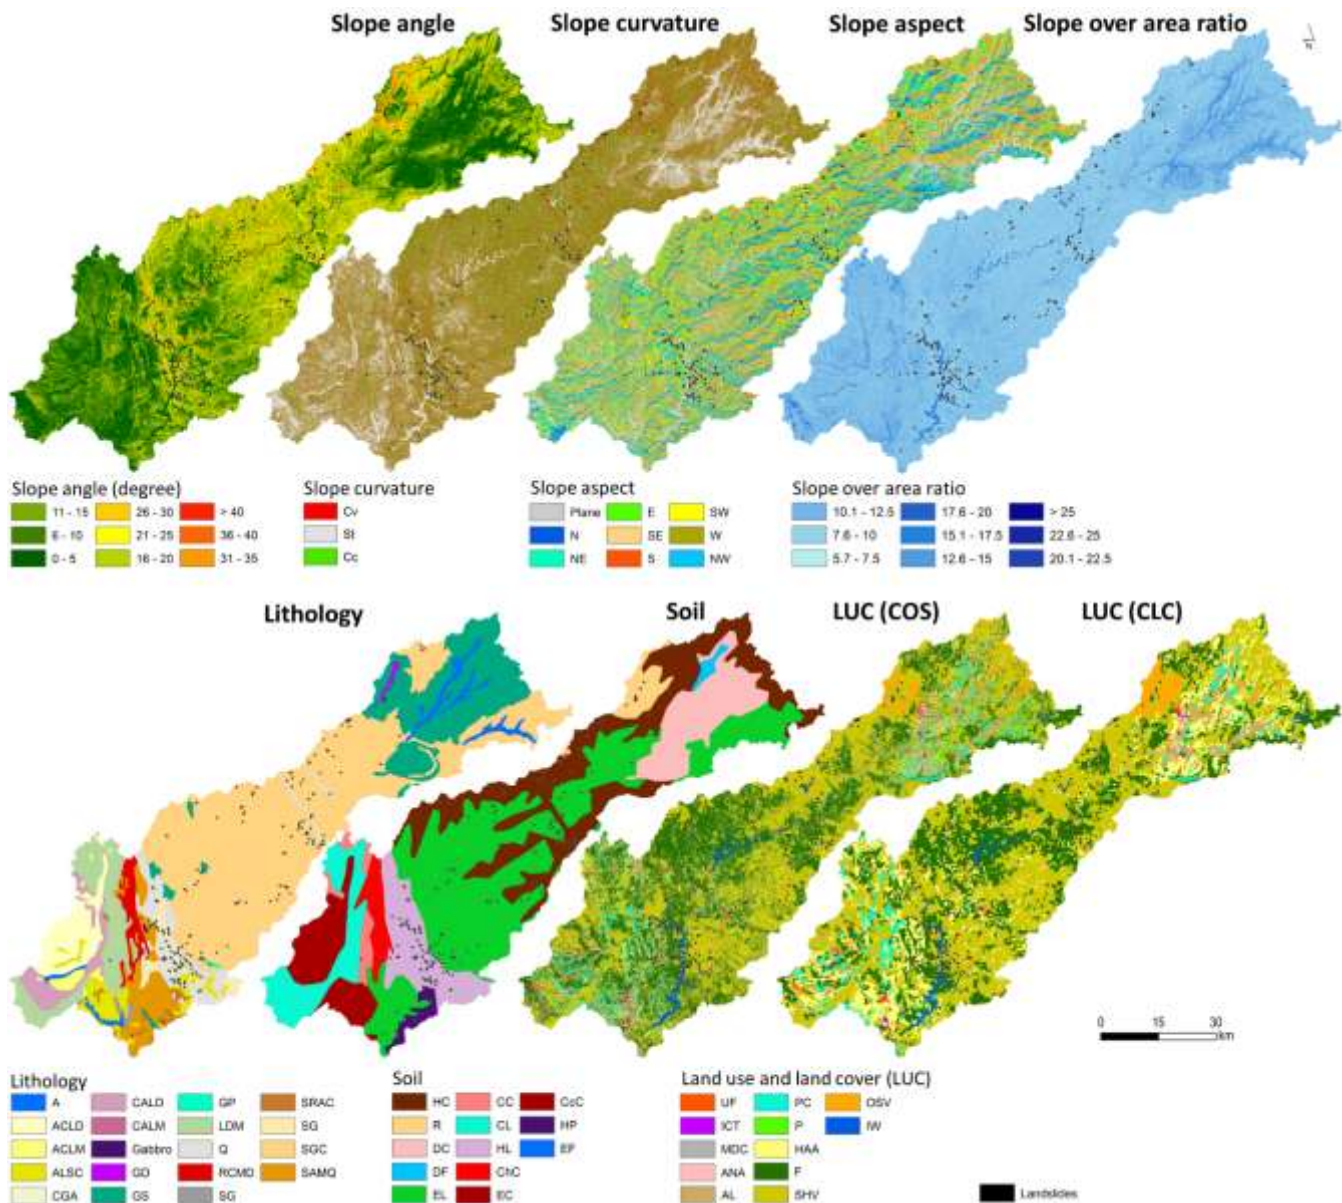 Slope angle
Slope curvature
Slope aspect
Slope over area ratio
Slope angle (degree)
11 - 15
26 - 30
> 40
6 - 10
21 - 25
36 - 40
0 - 5
16 - 20
31 - 35
Slope curvature
Cv
St
Cc
Slope aspect
Plane
E
SW
N
SE
W
NE
S
NW
Slope over area ratio
10.1 - 12.5
17.6 - 20
> 25
7.6 - 10
15.1 - 17.5
22.6 - 25
5.7 - 7.5
12.6 - 15
20.1 - 22.5
Lithology
Soil
LUC (COS)
LUC (CLC)
0
15
30
km
Lithology
A
CALD
GP
SRAC
ACLD
CALM
LDM
SG
ACLM
Gabbro
Q
SGC
ALSC
GD
RCMD
SAMQ
CGA
GS
SG
Soil
HC
CC
CcC
R
CL
HP
DC
HL
EF
DF
ChC
EL
EC
Land use and land cover (LUC)
UF
PC
OSV
ICT
P
IW
MDC
HAA
ANA
F
AL
SHV
Landslides